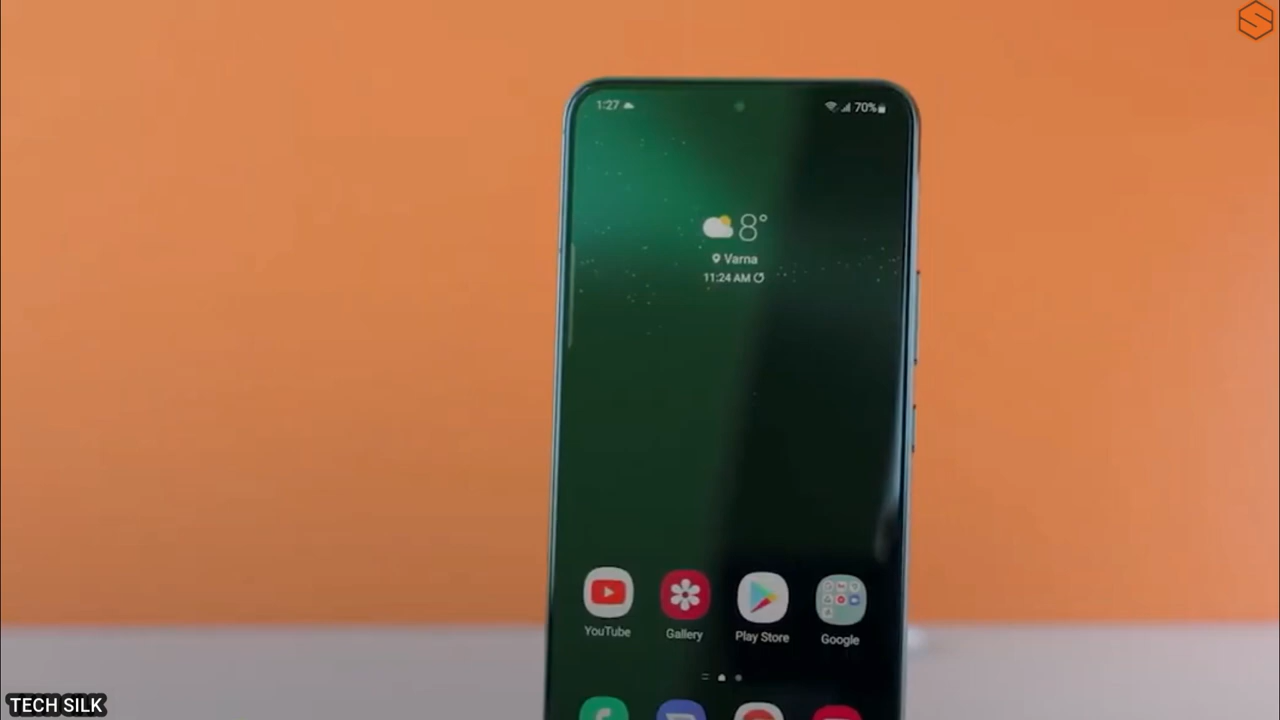 1:27
70%
8°
Varna
11:24 AM
YouTube
Gallery
Play Store
Google
TECH SILK